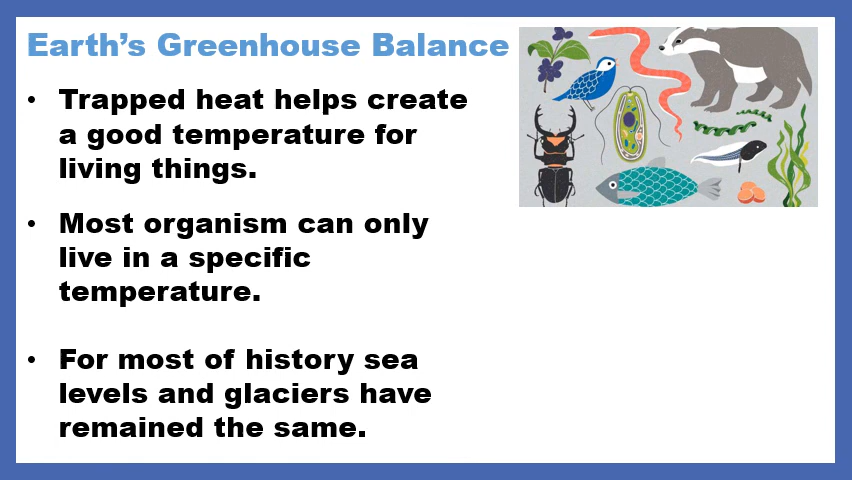 Earth's Greenhouse Balance
• Trapped heat helps create
a good temperature for
living things.
• Most organism can only
live in a specific
temperature.
• For most of history sea
levels and glaciers have
remained the same.